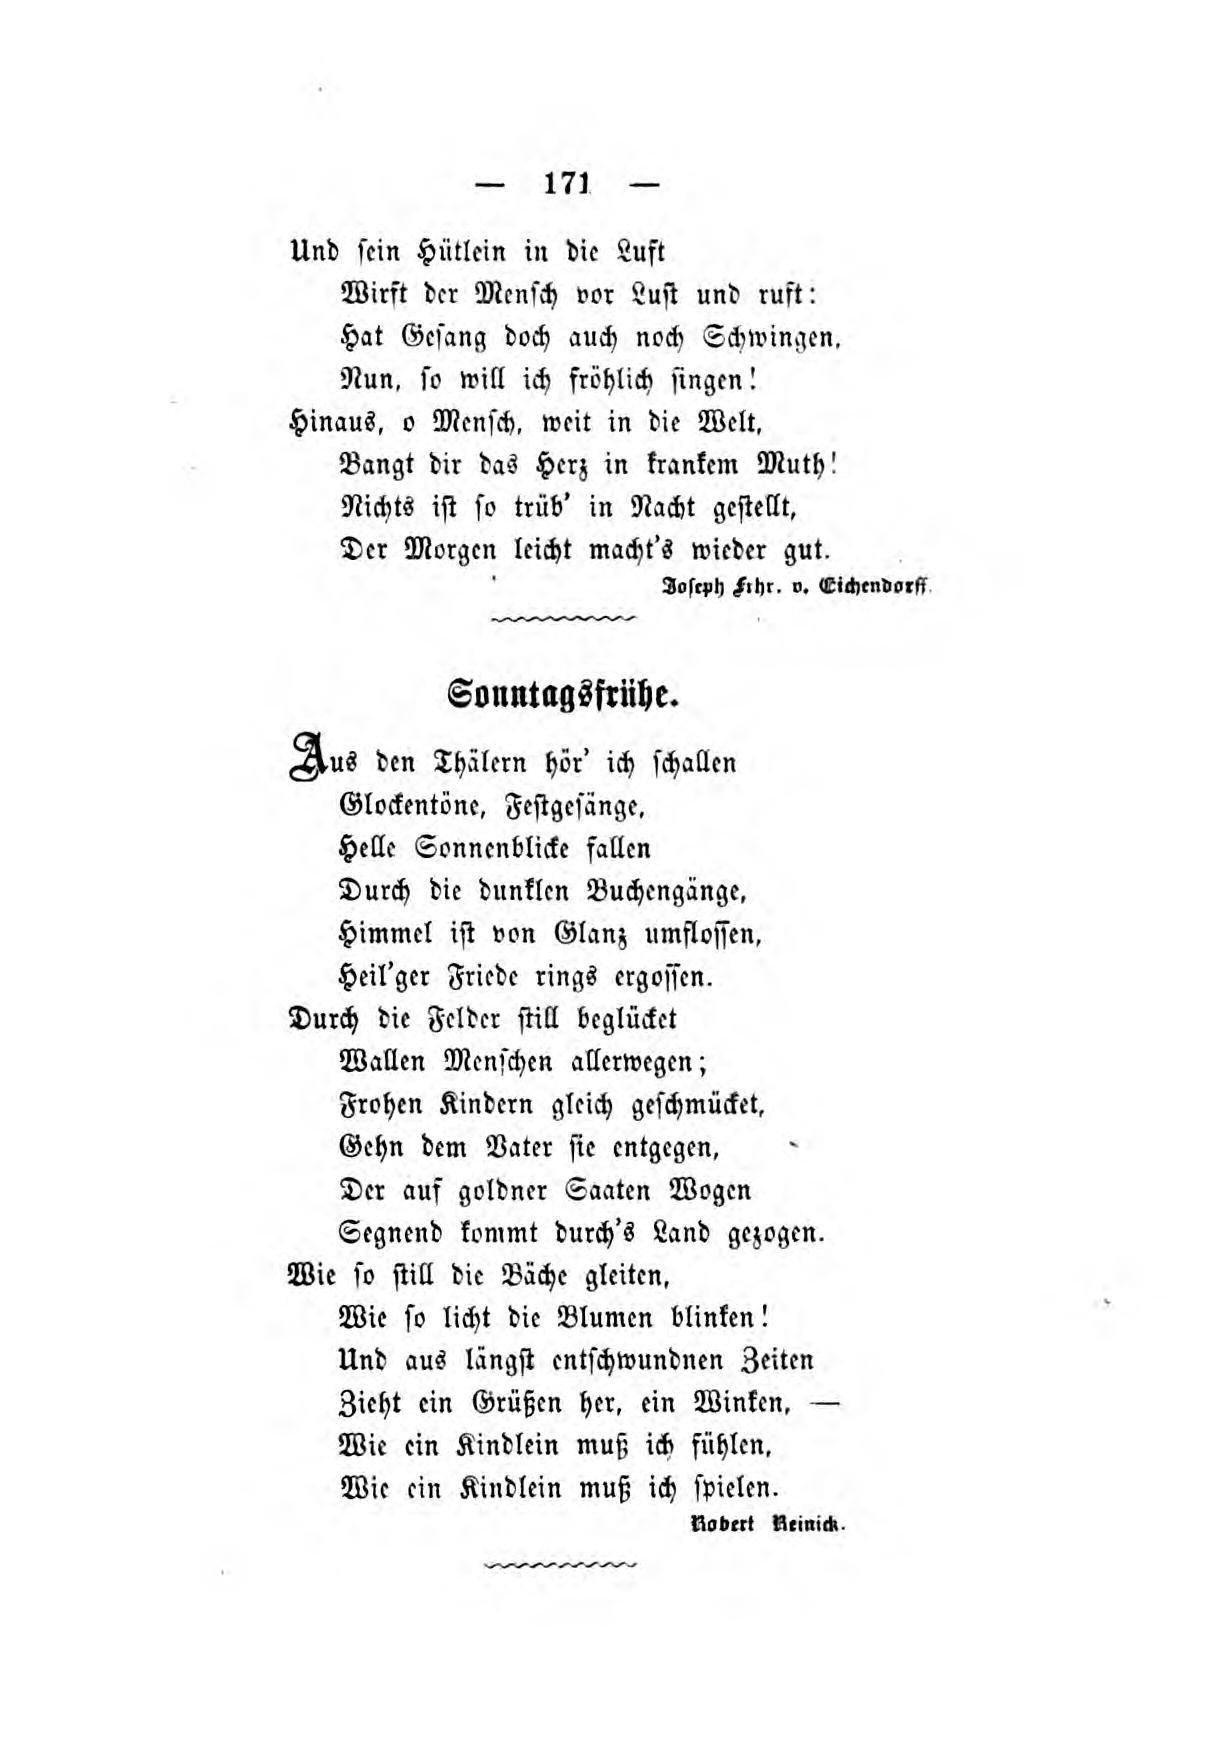 — 171 —
Und ſein Hütlein in die Luft
Wirft der Menſch vor Luſt und ruft:
Hat Geſang doch auch noch Schwingen,
Nun, ſo will ich fröhlich ſingen!
Hinaus, o Menſch, weit in die Welt,
Bangt dir das Herz in krankem Muth!
Nichts iſt ſo trüb' in Nacht geſtellt,
Der Morgen leicht macht's wieder gut.
Joſeph Frhr. v. Eichendorff.
Sonntagsfrühe.
Aus den Thälern hör' ich ſchallen
Glockentöne, Feſtgeſänge,
Helle Sonnenblicke fallen
Durch die dunklen Buchengänge,
Himmel iſt von Glanz umfloſſen,
Heil'ger Friede rings ergoſſen.
Durch die Felder ſtill beglücket
Wallen Menſchen allerwegen;
Frohen Kindern gleich geſchmücket,
Gehn dem Vater ſie entgegen,
Der auf goldner Saaten Wogen
Segnend kommt durch's Land gezogen.
Wie ſo ſtill die Bäche gleiten,
Wie ſo licht die Blumen blinken!
Und aus längſt entſchwundnen Zeiten
Zieht ein Grüßen her, ein Winken, —
Wie ein Kindlein muß ich fühlen,
Wie ein Kindlein muß ich ſpielen.
Robert Reinick.